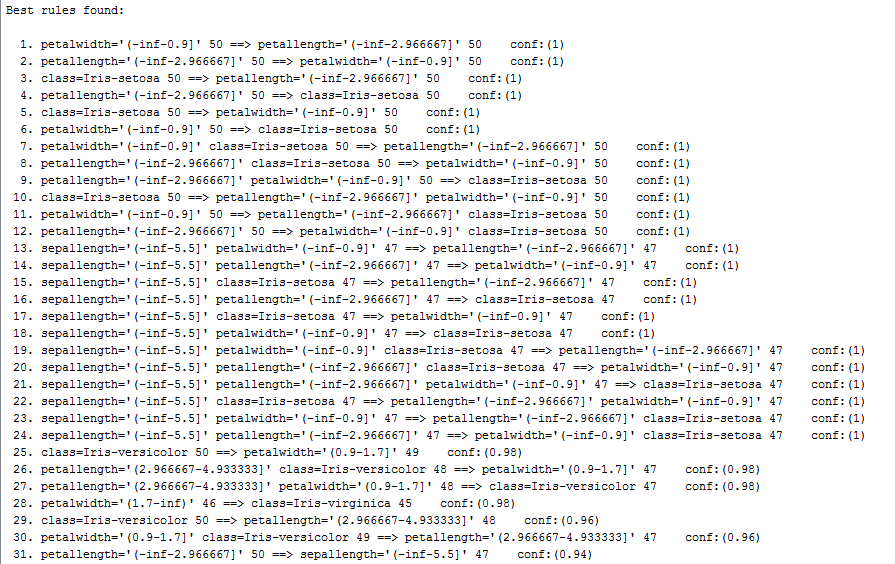 Best rules found:
1. petalwidth='(-inf-0.9]' 50 ==> petallength='(-inf-2.966667]' 50 conf:(1)
2. petallength='(-inf-2.966667]' 50 ==> petalwidth='(-inf-0.9]' 50 conf:(1)
3. class=Iris-setosa 50 ==> petallength='(-inf-2.966667]' 50 conf:(1)
4. petallength='(-inf-2.966667]' 50 ==> class=Iris-setosa 50 conf:(1)
5. class=Iris-setosa 50 ==> petalwidth='(-inf-0.9]' 50 conf:(1)
6. petalwidth='(-inf-0.9]' 50 ==> class=Iris-setosa 50 conf:(1)
7. petalwidth='(-inf-0.9]' class=Iris-setosa 50 ==> petallength='(-inf-2.966667]' 50 conf:(1)
8. petallength='(-inf-2.966667]' class=Iris-setosa 50 ==> petalwidth='(-inf-0.9]' 50 conf:(1)
9. petallength='(-inf-2.966667]' petalwidth='(-inf-0.9]' 50 ==> class=Iris-setosa 50 conf:(1)
10. class=Iris-setosa 50 ==> petallength='(-inf-2.966667]' petalwidth='(-inf-0.9]' 50 conf:(1)
11. petalwidth='(-inf-0.9]' 50 ==> petallength='(-inf-2.966667]' class=Iris-setosa 50 conf:(1)
12. petallength='(-inf-2.966667]' 50 ==> petalwidth='(-inf-0.9]' class=Iris-setosa 50 conf:(1)
13. sepallength='(-inf-5.5]' petalwidth='(-inf-0.9]' 47 ==> petallength='(-inf-2.966667]' 47 conf:(1)
14. sepallength='(-inf-5.5]' petallength='(-inf-2.966667]' 47 ==> petalwidth='(-inf-0.9]' 47 conf:(1)
15. sepallength='(-inf-5.5]' class=Iris-setosa 47 ==> petallength='(-inf-2.966667]' 47 conf:(1)
16. sepallength='(-inf-5.5]' petallength='(-inf-2.966667]' 47 ==> class=Iris-setosa 47 conf:(1)
17. sepallength='(-inf-5.5]' class=Iris-setosa 47 ==> petalwidth='(-inf-0.9]' 47 conf:(1)
18. sepallength='(-inf-5.5]' petalwidth='(-inf-0.9]' 47 ==> class=Iris-setosa 47 conf:(1)
19. sepallength='(-inf-5.5]' petalwidth='(-inf-0.9]' class=Iris-setosa 47 ==> petallength='(-inf-2.966667]' 47 conf:(1)
20. sepallength='(-inf-5.5]' petallength='(-inf-2.966667]' class=Iris-setosa 47 ==> petalwidth='(-inf-0.9]' 47 conf:(1)
21. sepallength='(-inf-5.5]' petallength='(-inf-2.966667]' petalwidth='(-inf-0.9]' 47 ==> class=Iris-setosa 47 conf:(1)
22. sepallength='(-inf-5.5]' class=Iris-setosa 47 ==> petallength='(-inf-2.966667]' petalwidth='(-inf-0.9]' 47 conf:(1)
23. sepallength='(-inf-5.5]' petalwidth='(-inf-0.9]' 47 ==> petallength='(-inf-2.966667]' class=Iris-setosa 47 conf:(1)
24. sepallength='(-inf-5.5]' petallength='(-inf-2.966667]' 47 ==> petalwidth='(-inf-0.9]' class=Iris-setosa 47 conf:(1)
25. class=Iris-versicolor 50 ==> petalwidth='(0.9-1.7]' 49 conf:(0.98)
26. petallength='(2.966667-4.933333]' class=Iris-versicolor 48 ==> petalwidth='(0.9-1.7]' 47 conf:(0.98)
27. petallength='(2.966667-4.933333]' petalwidth='(0.9-1.7]' 48 ==> class=Iris-versicolor 47 conf:(0.98)
28. petalwidth='(1.7-inf)' 46 ==> class=Iris-virginica 45 conf:(0.98)
29. class=Iris-versicolor 50 ==> petallength='(2.966667-4.933333]' 48 conf:(0.96)
30. petalwidth='(0.9-1.7]' class=Iris-versicolor 49 ==> petallength='(2.966667-4.933333]' 47 conf:(0.96)
31. petallength='(-inf-2.966667]' 50 ==> sepallength='(-inf-5.5]' 47 conf:(0.94)